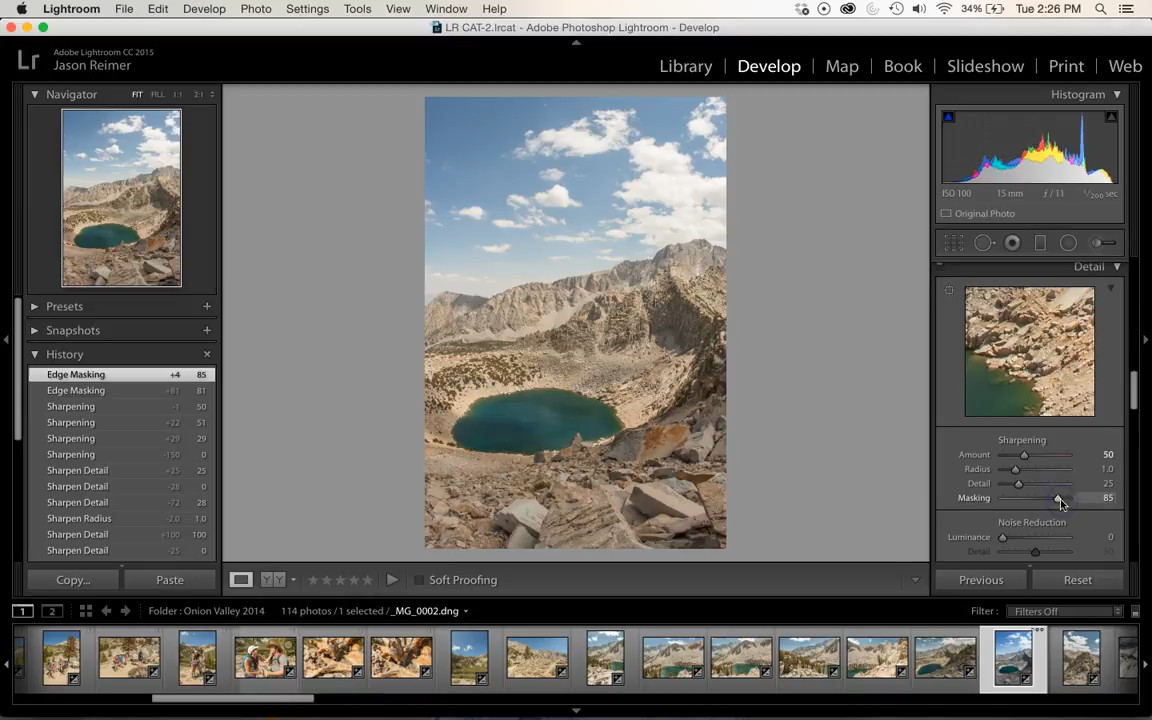 Lightroom File Edit Develop Photo Settings Tools View Window Help 34% Tue 2:26 PM
LR CAT-2.lrcat - Adobe Photoshop Lightroom - Develop
Lr Adobe Lightroom CC 2015
Jason Reimer
Library Develop Map Book Slideshow Print Web
Navigator FIT FILL 1:1 2:1
Presets
Snapshots
History
Edge Masking +4 85
Edge Masking +81 81
Sharpening -1 50
Sharpening +22 51
Sharpening +29 29
Sharpening -150 0
Sharpen Detail +25 25
Sharpen Detail -28 0
Sharpen Detail -72 28
Sharpen Radius -2.0 1.0
Sharpen Detail +100 100
Sharpen Detail -25 0
Copy... Paste
Soft Proofing
Histogram
ISO 100 15 mm ƒ / 11 1/200 sec
Original Photo
Detail
Sharpening
Amount 50
Radius 1.0
Detail 25
Masking 85
Noise Reduction
Luminance 0
Detail 50
Previous Reset
1 2 Folder : Onion Valley 2014 114 photos / 1 selected / _MG_0002.dng Filter : Filters Off